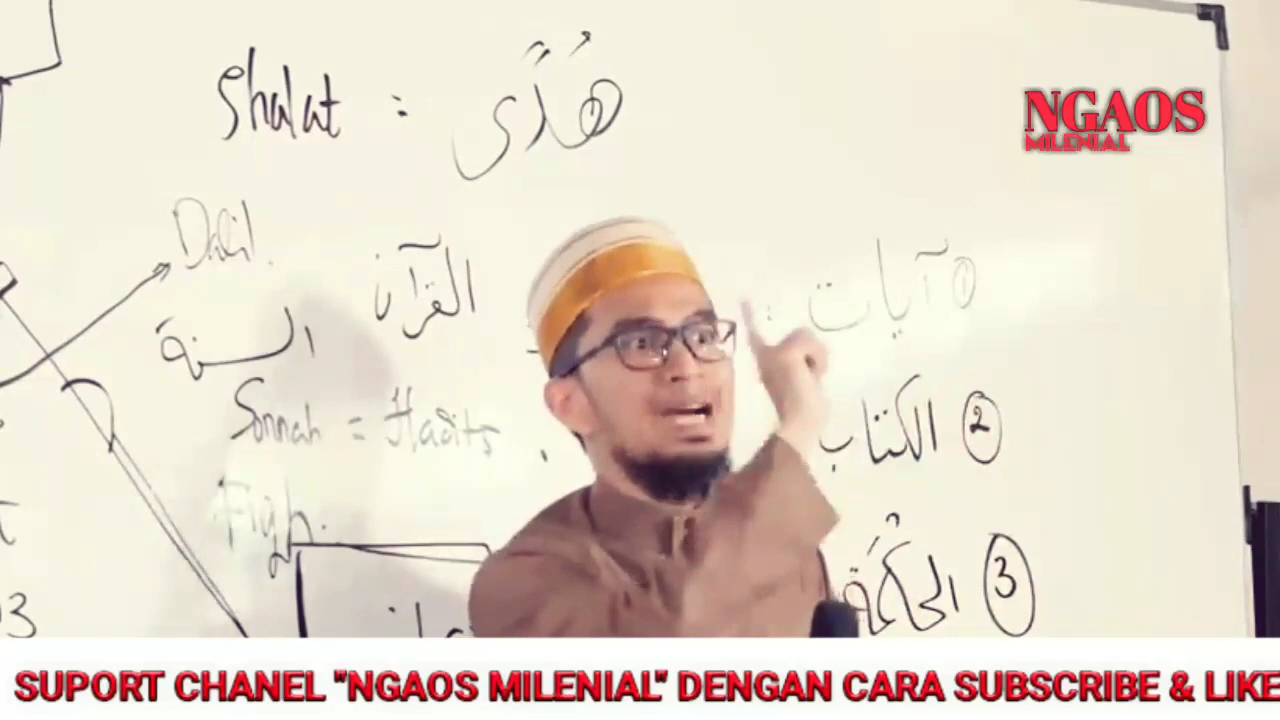 Shalat : هُدًى
NGAOS
MILENIAL
Dalil.
القرآن
① آيات :
السنة
Sunnah = Hadits
② الكتاب
Fiqh.
③ الحكمة
3
SUPORT CHANEL "NGAOS MILENIAL" DENGAN CARA SUBSCRIBE & LIKE